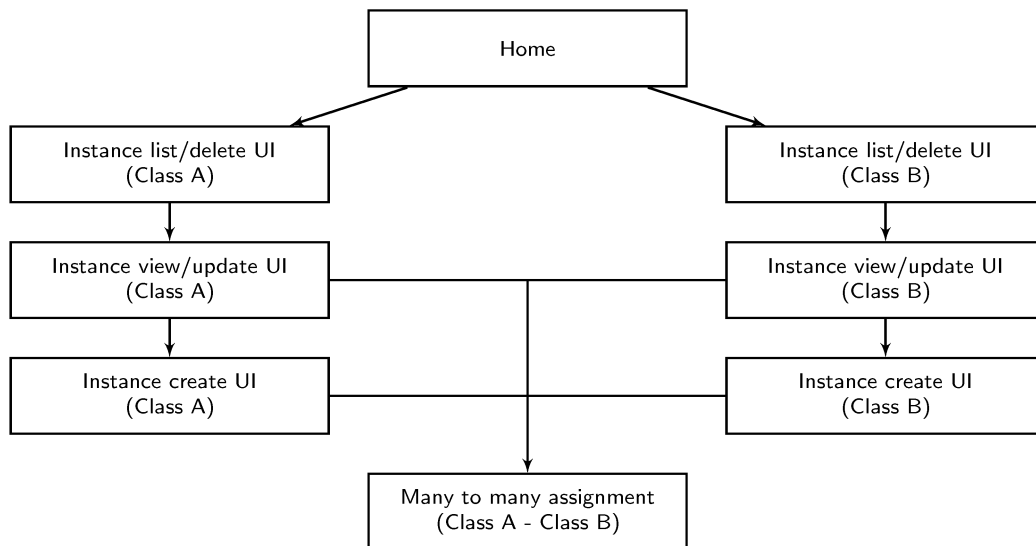 Home
Instance list/delete UI
(Class A)
Instance list/delete UI
(Class B)
Instance view/update UI
(Class A)
Instance view/update UI
(Class B)
Instance create UI
(Class A)
Instance create UI
(Class B)
Many to many assignment
(Class A - Class B)